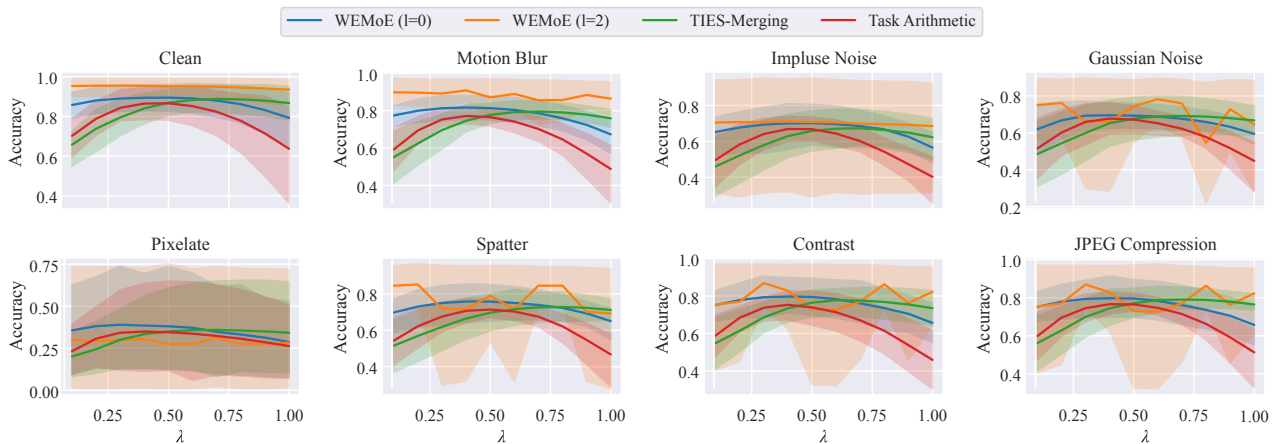 WEMoE (l=0) WEMoE (l=2) TIES-Merging Task Arithmetic
Clean Motion Blur Impluse Noise Gaussian Noise
Accuracy Accuracy Accuracy Accuracy
1.0 1.0 0.8 0.8
0.8 0.8 0.6 0.6
0.6 0.6 0.4 0.4
0.4 0.4 0.2
Pixelate Spatter Contrast JPEG Compression
Accuracy Accuracy Accuracy Accuracy
0.75 0.8 1.0 1.0
0.50 0.6 0.8 0.8
0.25 0.4 0.6 0.6
0.00 0.4 0.4
0.25 0.50 0.75 1.00 0.25 0.50 0.75 1.00 0.25 0.50 0.75 1.00 0.25 0.50 0.75 1.00
λ λ λ λ